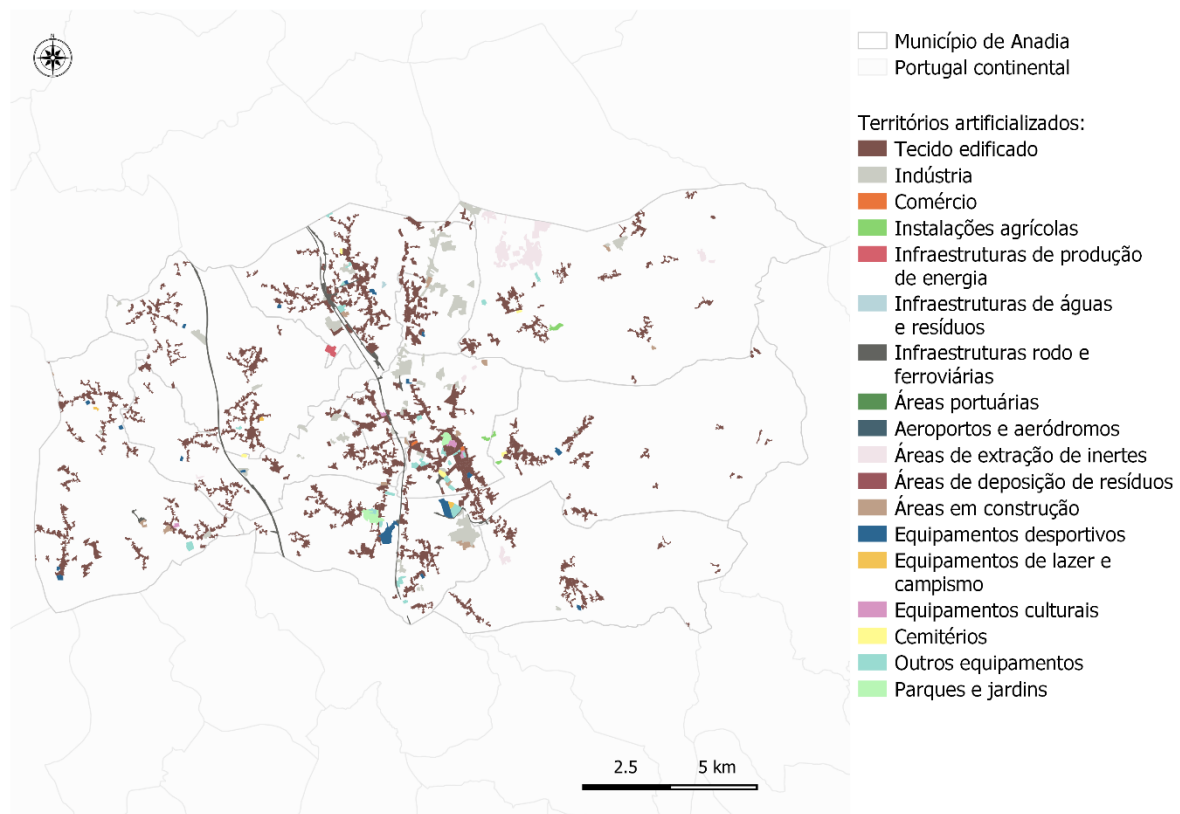 N
Município de Anadia
Portugal continental
Territórios artificializados:
Tecido edificado
Indústria
Comércio
Instalações agrícolas
Infraestruturas de produção
de energia
Infraestruturas de águas
e resíduos
Infraestruturas rodo e
ferroviárias
Áreas portuárias
Aeroportos e aeródromos
Áreas de extração de inertes
Áreas de deposição de resíduos
Áreas em construção
Equipamentos desportivos
Equipamentos de lazer e
campismo
Equipamentos culturais
Cemitérios
Outros equipamentos
Parques e jardins
2.5 5 km